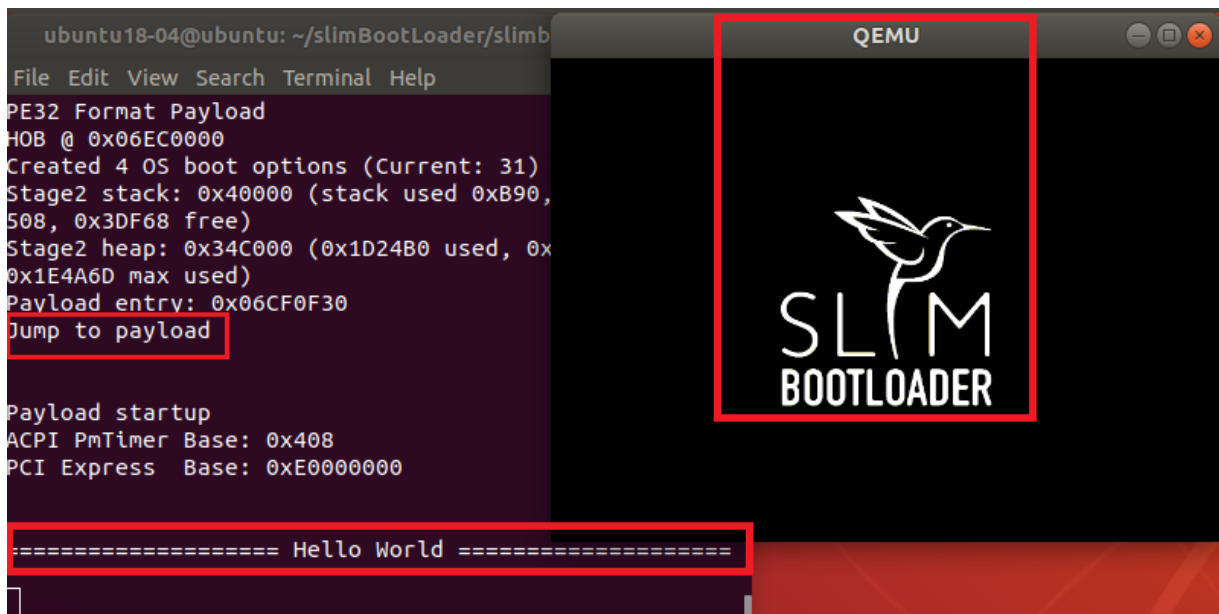 ubuntu18-04@ubuntu: ~/slimBootLoader/slimb
File Edit View Search Terminal Help
PE32 Format Payload
HOB @ 0x06EC0000
Created 4 OS boot options (Current: 31)
Stage2 stack: 0x40000 (stack used 0xB90,
508, 0x3DF68 free)
Stage2 heap: 0x34C000 (0x1D24B0 used, 0x
0x1E4A6D max used)
Payload entry: 0x06CF0F30
Jump to payload
Payload startup
ACPI PmTimer Base: 0x408
PCI Express  Base: 0xE0000000
==================== Hello World ====================
QEMU
SLIM
BOOTLOADER